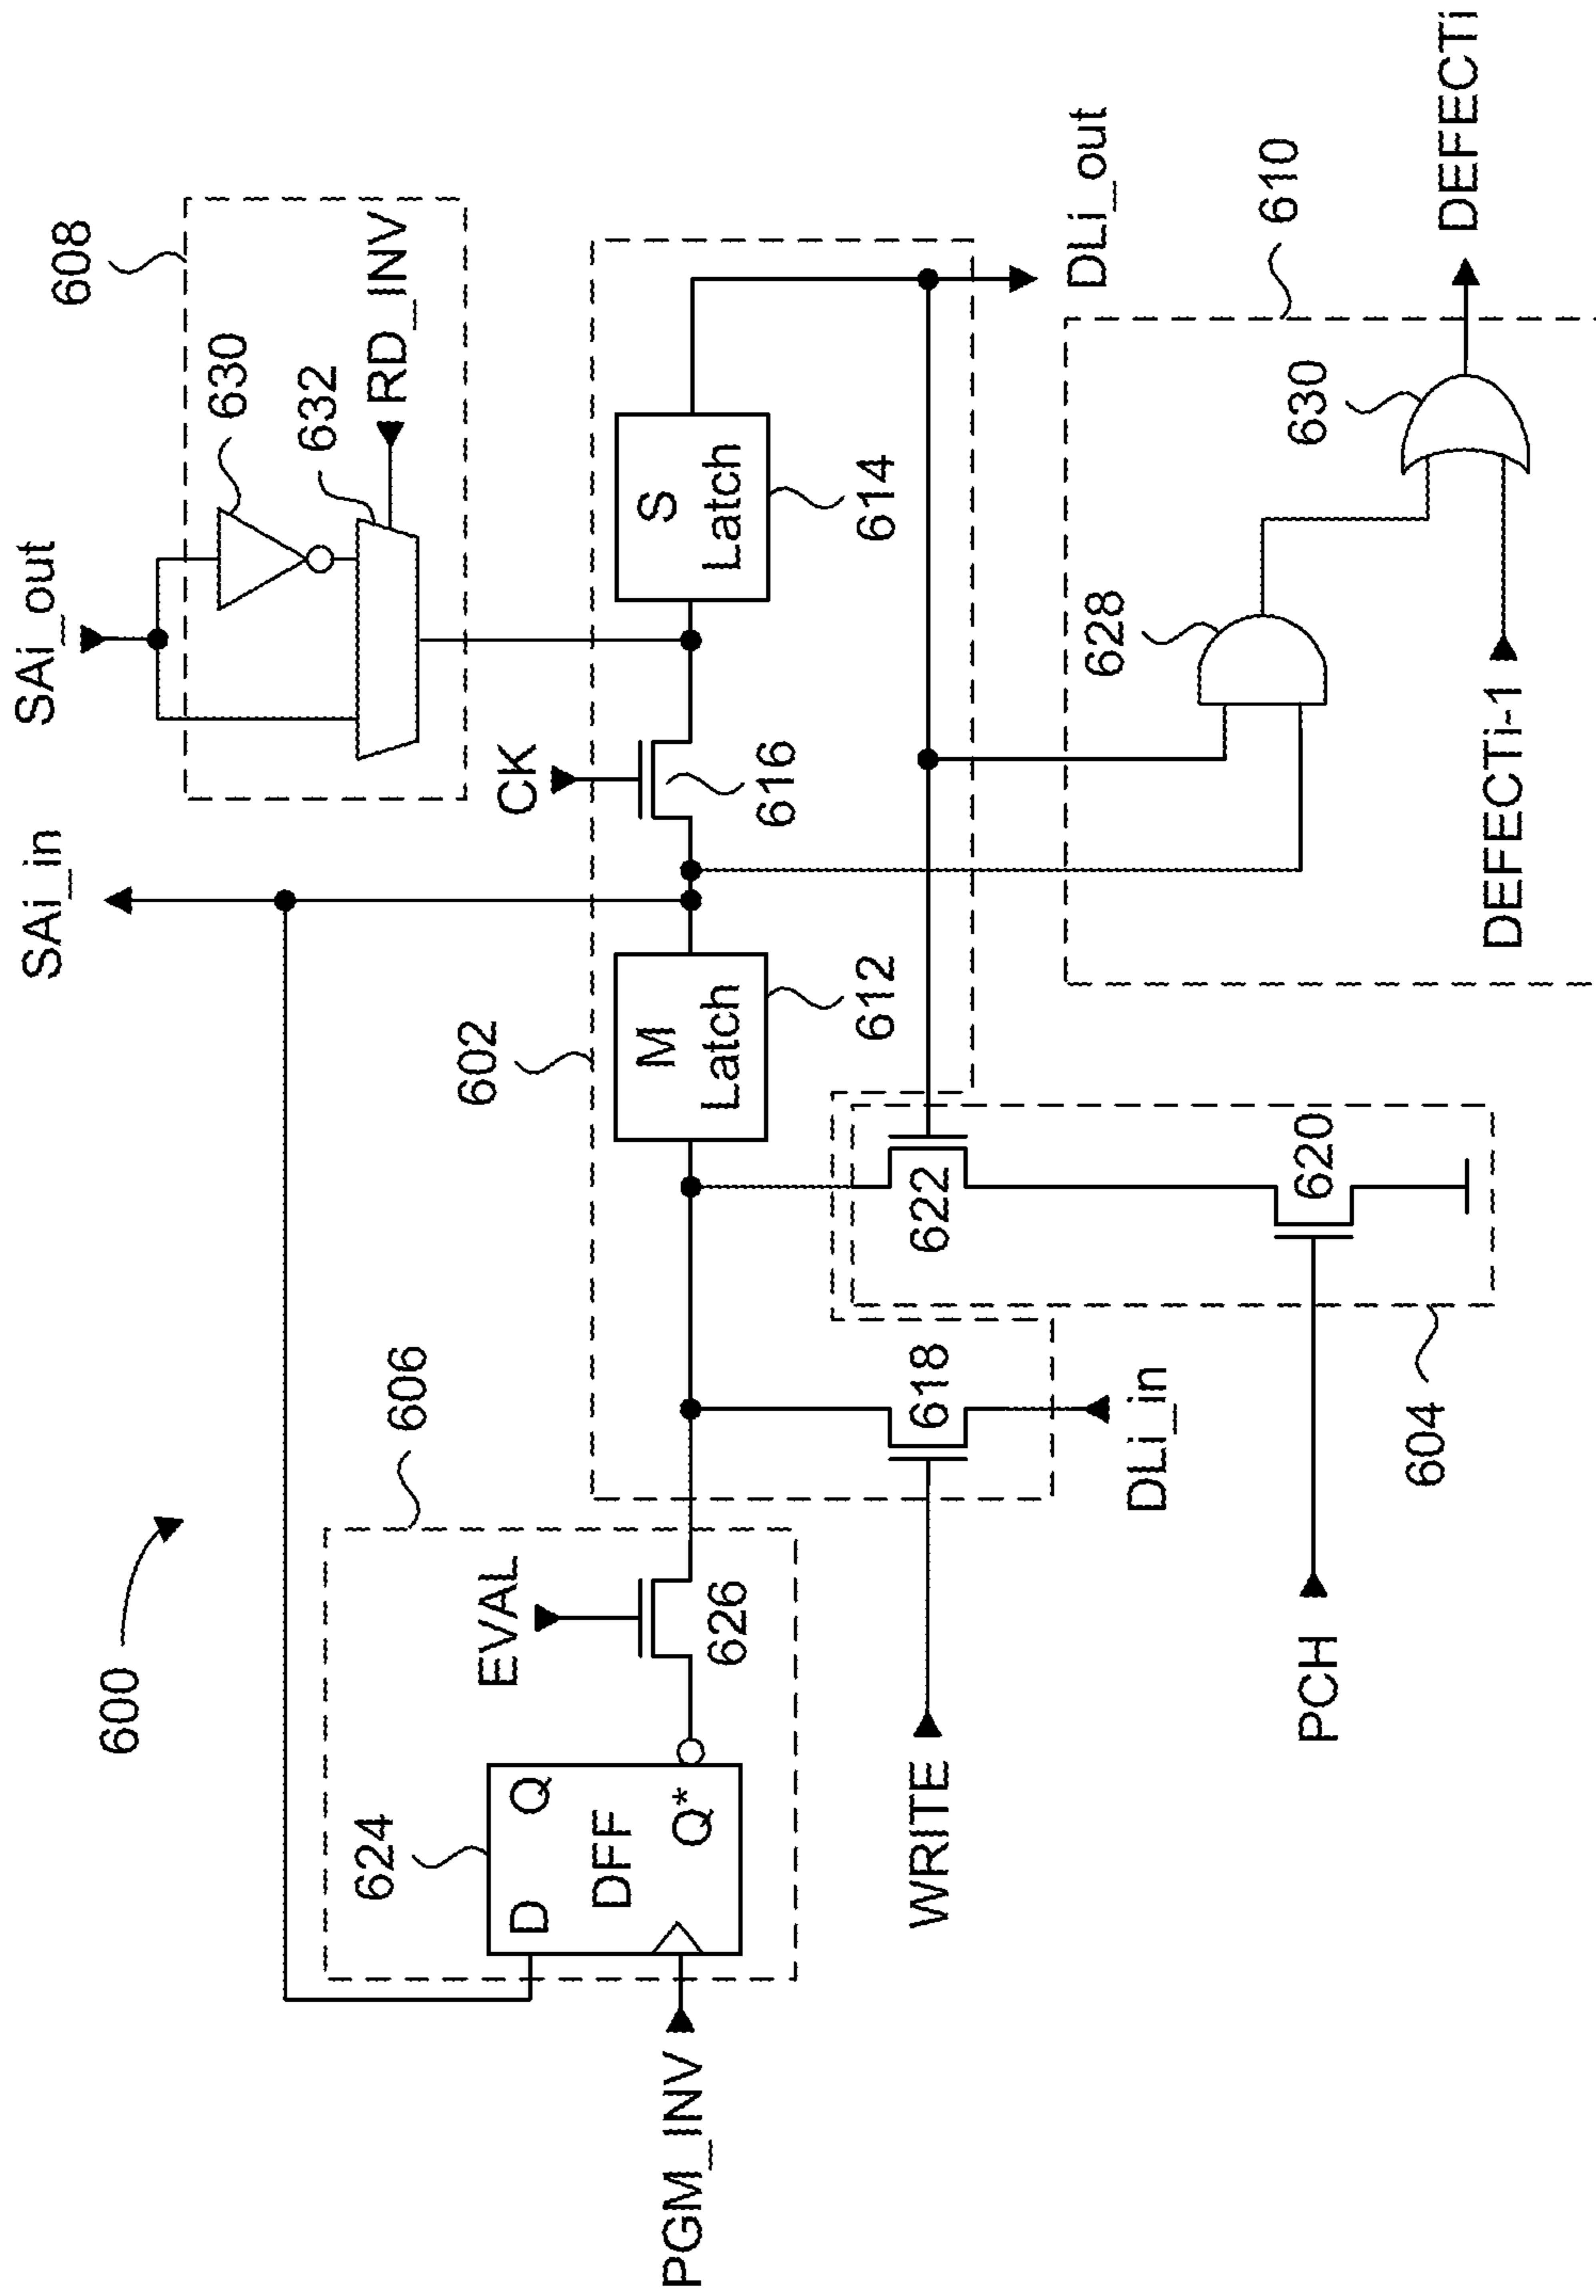 600
SAi_in
SAi_out
608
630
632
RD_INV
CK
606
624
D
Q
DFF
Q*
EVAL
626
PGM_INV
602
M
Latch
612
616
S
Latch
614
WRITE
618
DLi_in
622
620
604
PCH
DLi_out
610
628
630
DEFECTi-1
DEFECTi